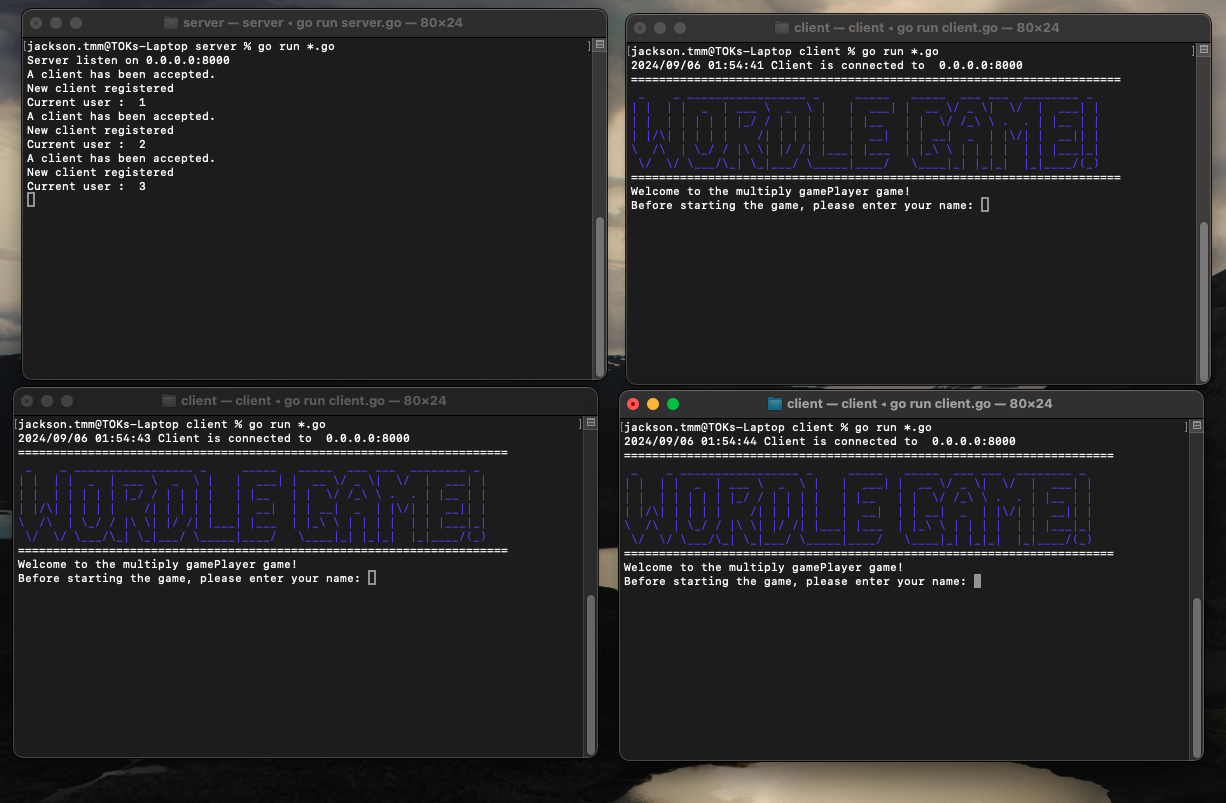 server — server ◂ go run server.go — 80×24
[jackson.tmm@TOKs-Laptop server % go run *.go ]
Server listen on 0.0.0.0:8000
A client has been accepted.
New client registered
Current user :  1
A client has been accepted.
New client registered
Current user :  2
A client has been accepted.
New client registered
Current user :  3
client — client ◂ go run client.go — 80×24
[jackson.tmm@TOKs-Laptop client % go run *.go ]
2024/09/06 01:54:41 Client is connected to  0.0.0.0:8000
======================================================================
WORDLE GAME!
======================================================================
Welcome to the multiply gamePlayer game!
Before starting the game, please enter your name:
client — client ◂ go run client.go — 80×24
[jackson.tmm@TOKs-Laptop client % go run *.go ]
2024/09/06 01:54:43 Client is connected to  0.0.0.0:8000
======================================================================
WORDLE GAME!
======================================================================
Welcome to the multiply gamePlayer game!
Before starting the game, please enter your name:
client — client ◂ go run client.go — 80×24
[jackson.tmm@TOKs-Laptop client % go run *.go ]
2024/09/06 01:54:44 Client is connected to  0.0.0.0:8000
======================================================================
WORDLE GAME!
======================================================================
Welcome to the multiply gamePlayer game!
Before starting the game, please enter your name: